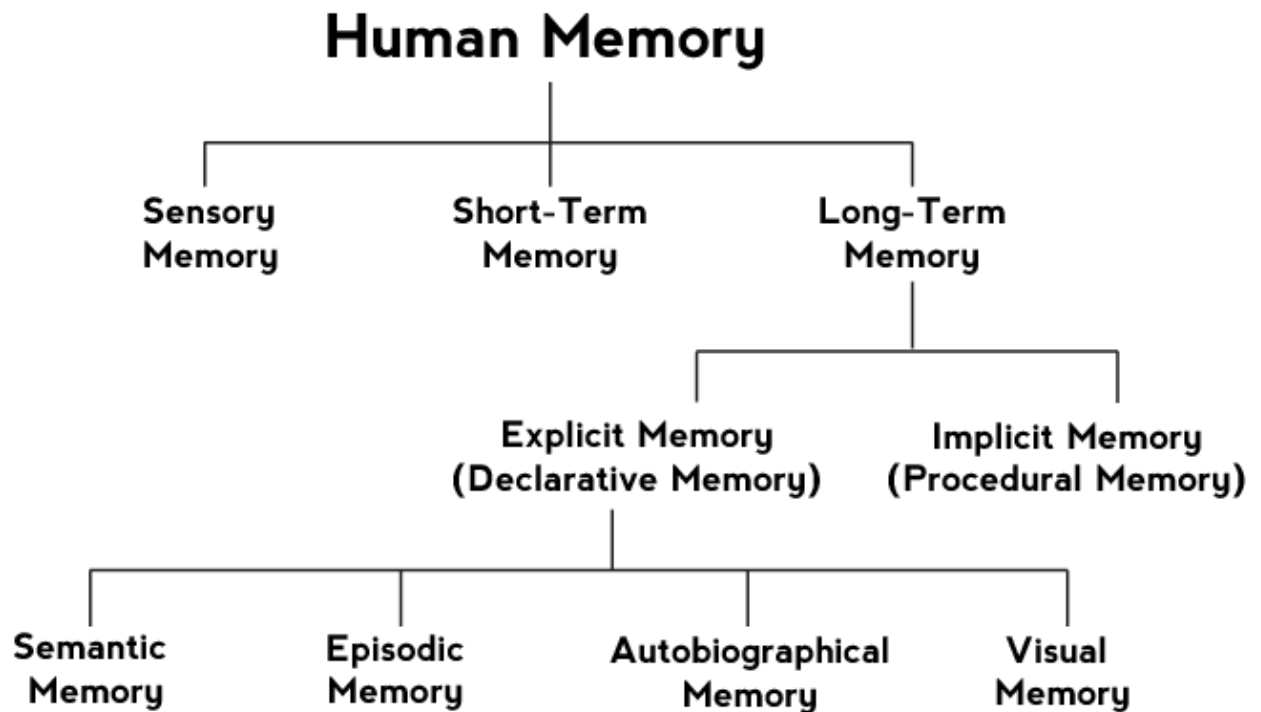 Human Memory
Sensory
Memory
Short-Term
Memory
Long-Term
Memory
Explicit Memory
(Declarative Memory)
Implicit Memory
(Procedural Memory)
Semantic
Memory
Episodic
Memory
Autobiographical
Memory
Visual
Memory